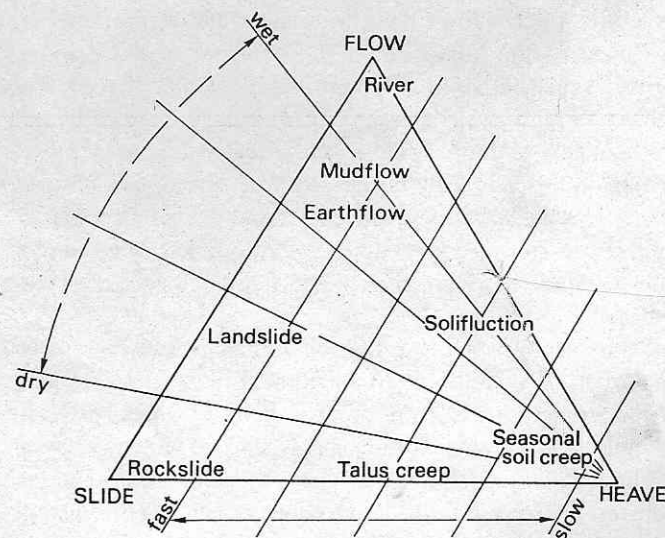 wet
FLOW
River
Mudflow
Earthflow
Solifluction
Landslide
dry
Seasonal
soil creep
Rockslide
Talus creep
SLIDE
HEAVE
fast
slow